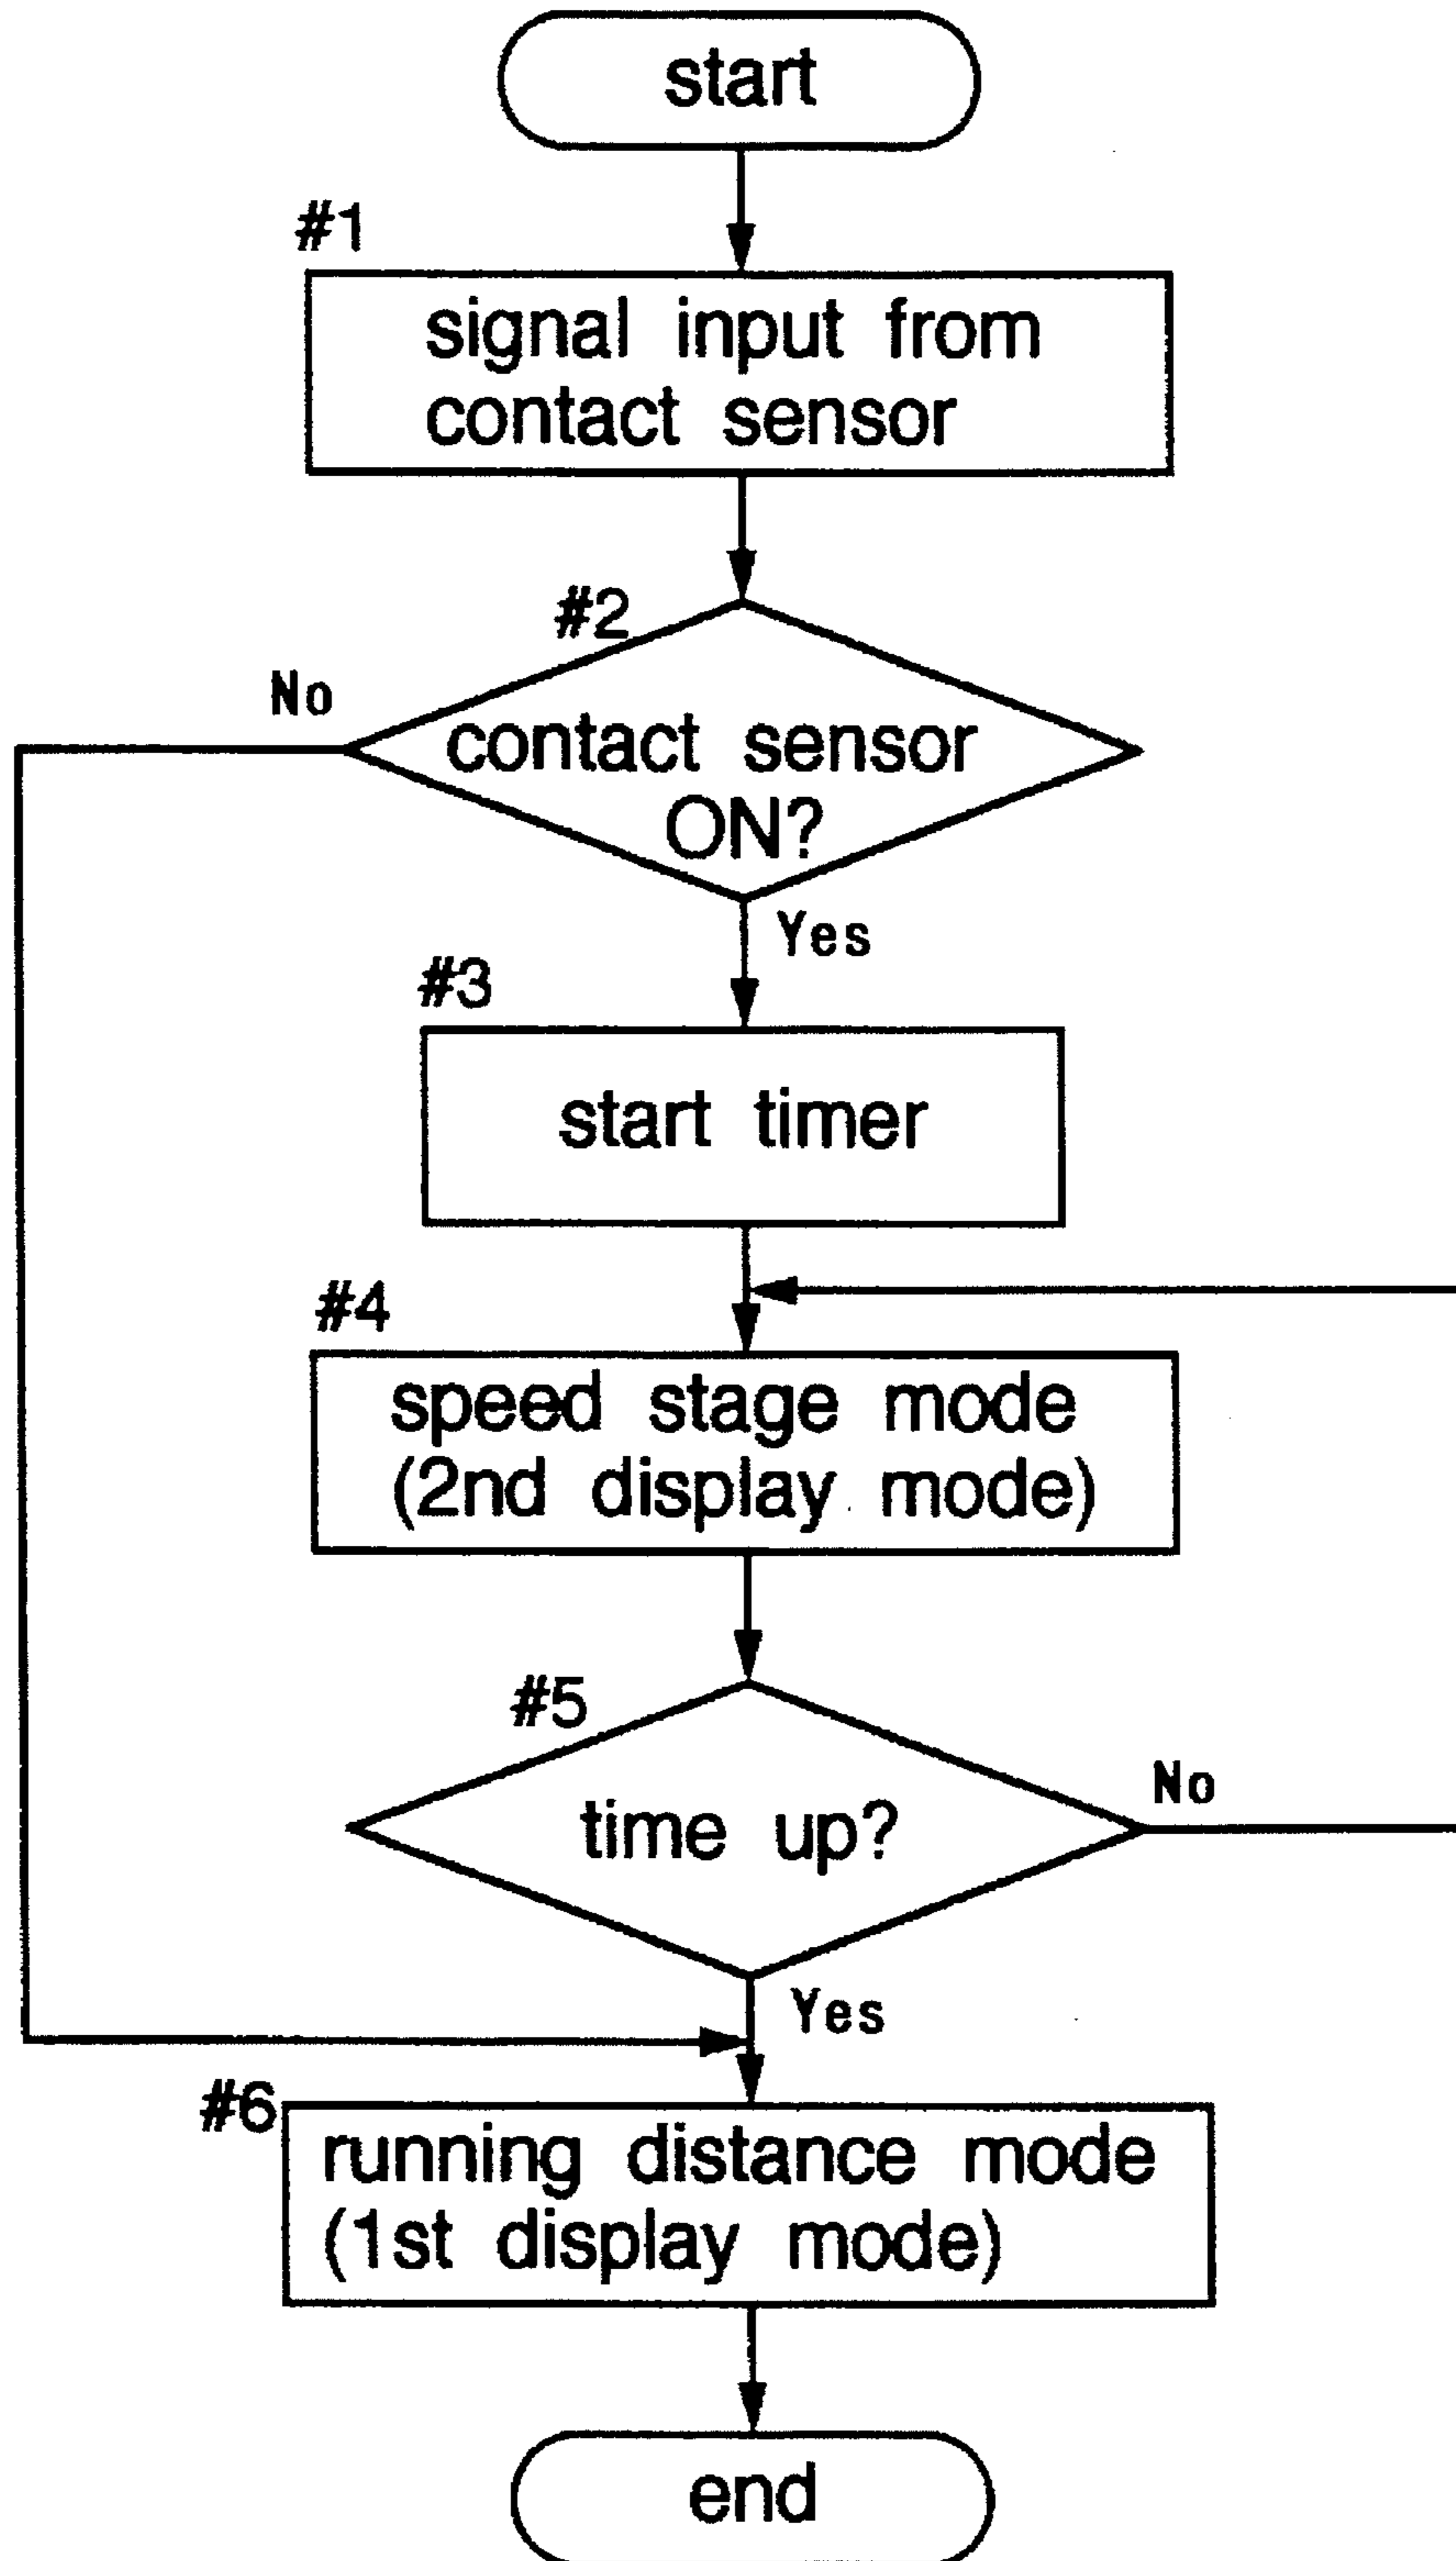 start
#1
signal input from
contact sensor
#2
No
contact sensor
ON?
Yes
#3
start timer
#4
speed stage mode
(2nd display mode)
#5
No
time up?
Yes
#6
running distance mode
(1st display mode)
end